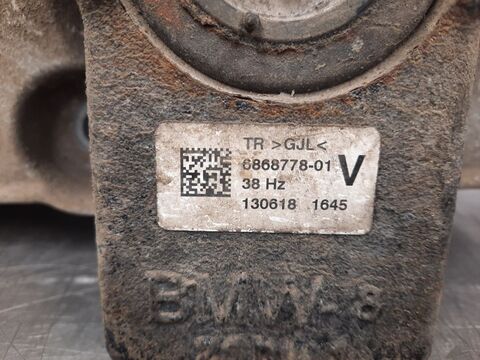 TR >GJL<
6868778-01 V
38 Hz
130618 1645
BMW-8